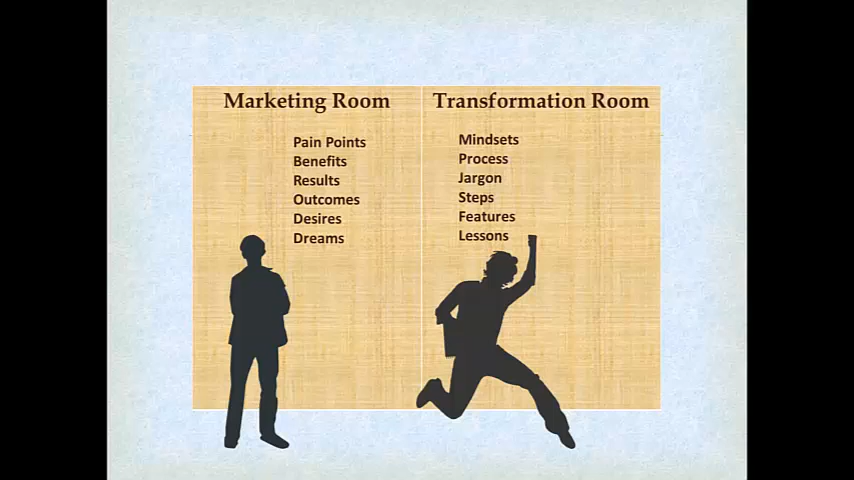 Marketing Room
Pain Points
Benefits
Results
Outcomes
Desires
Dreams
Transformation Room
Mindsets
Process
Jargon
Steps
Features
Lessons